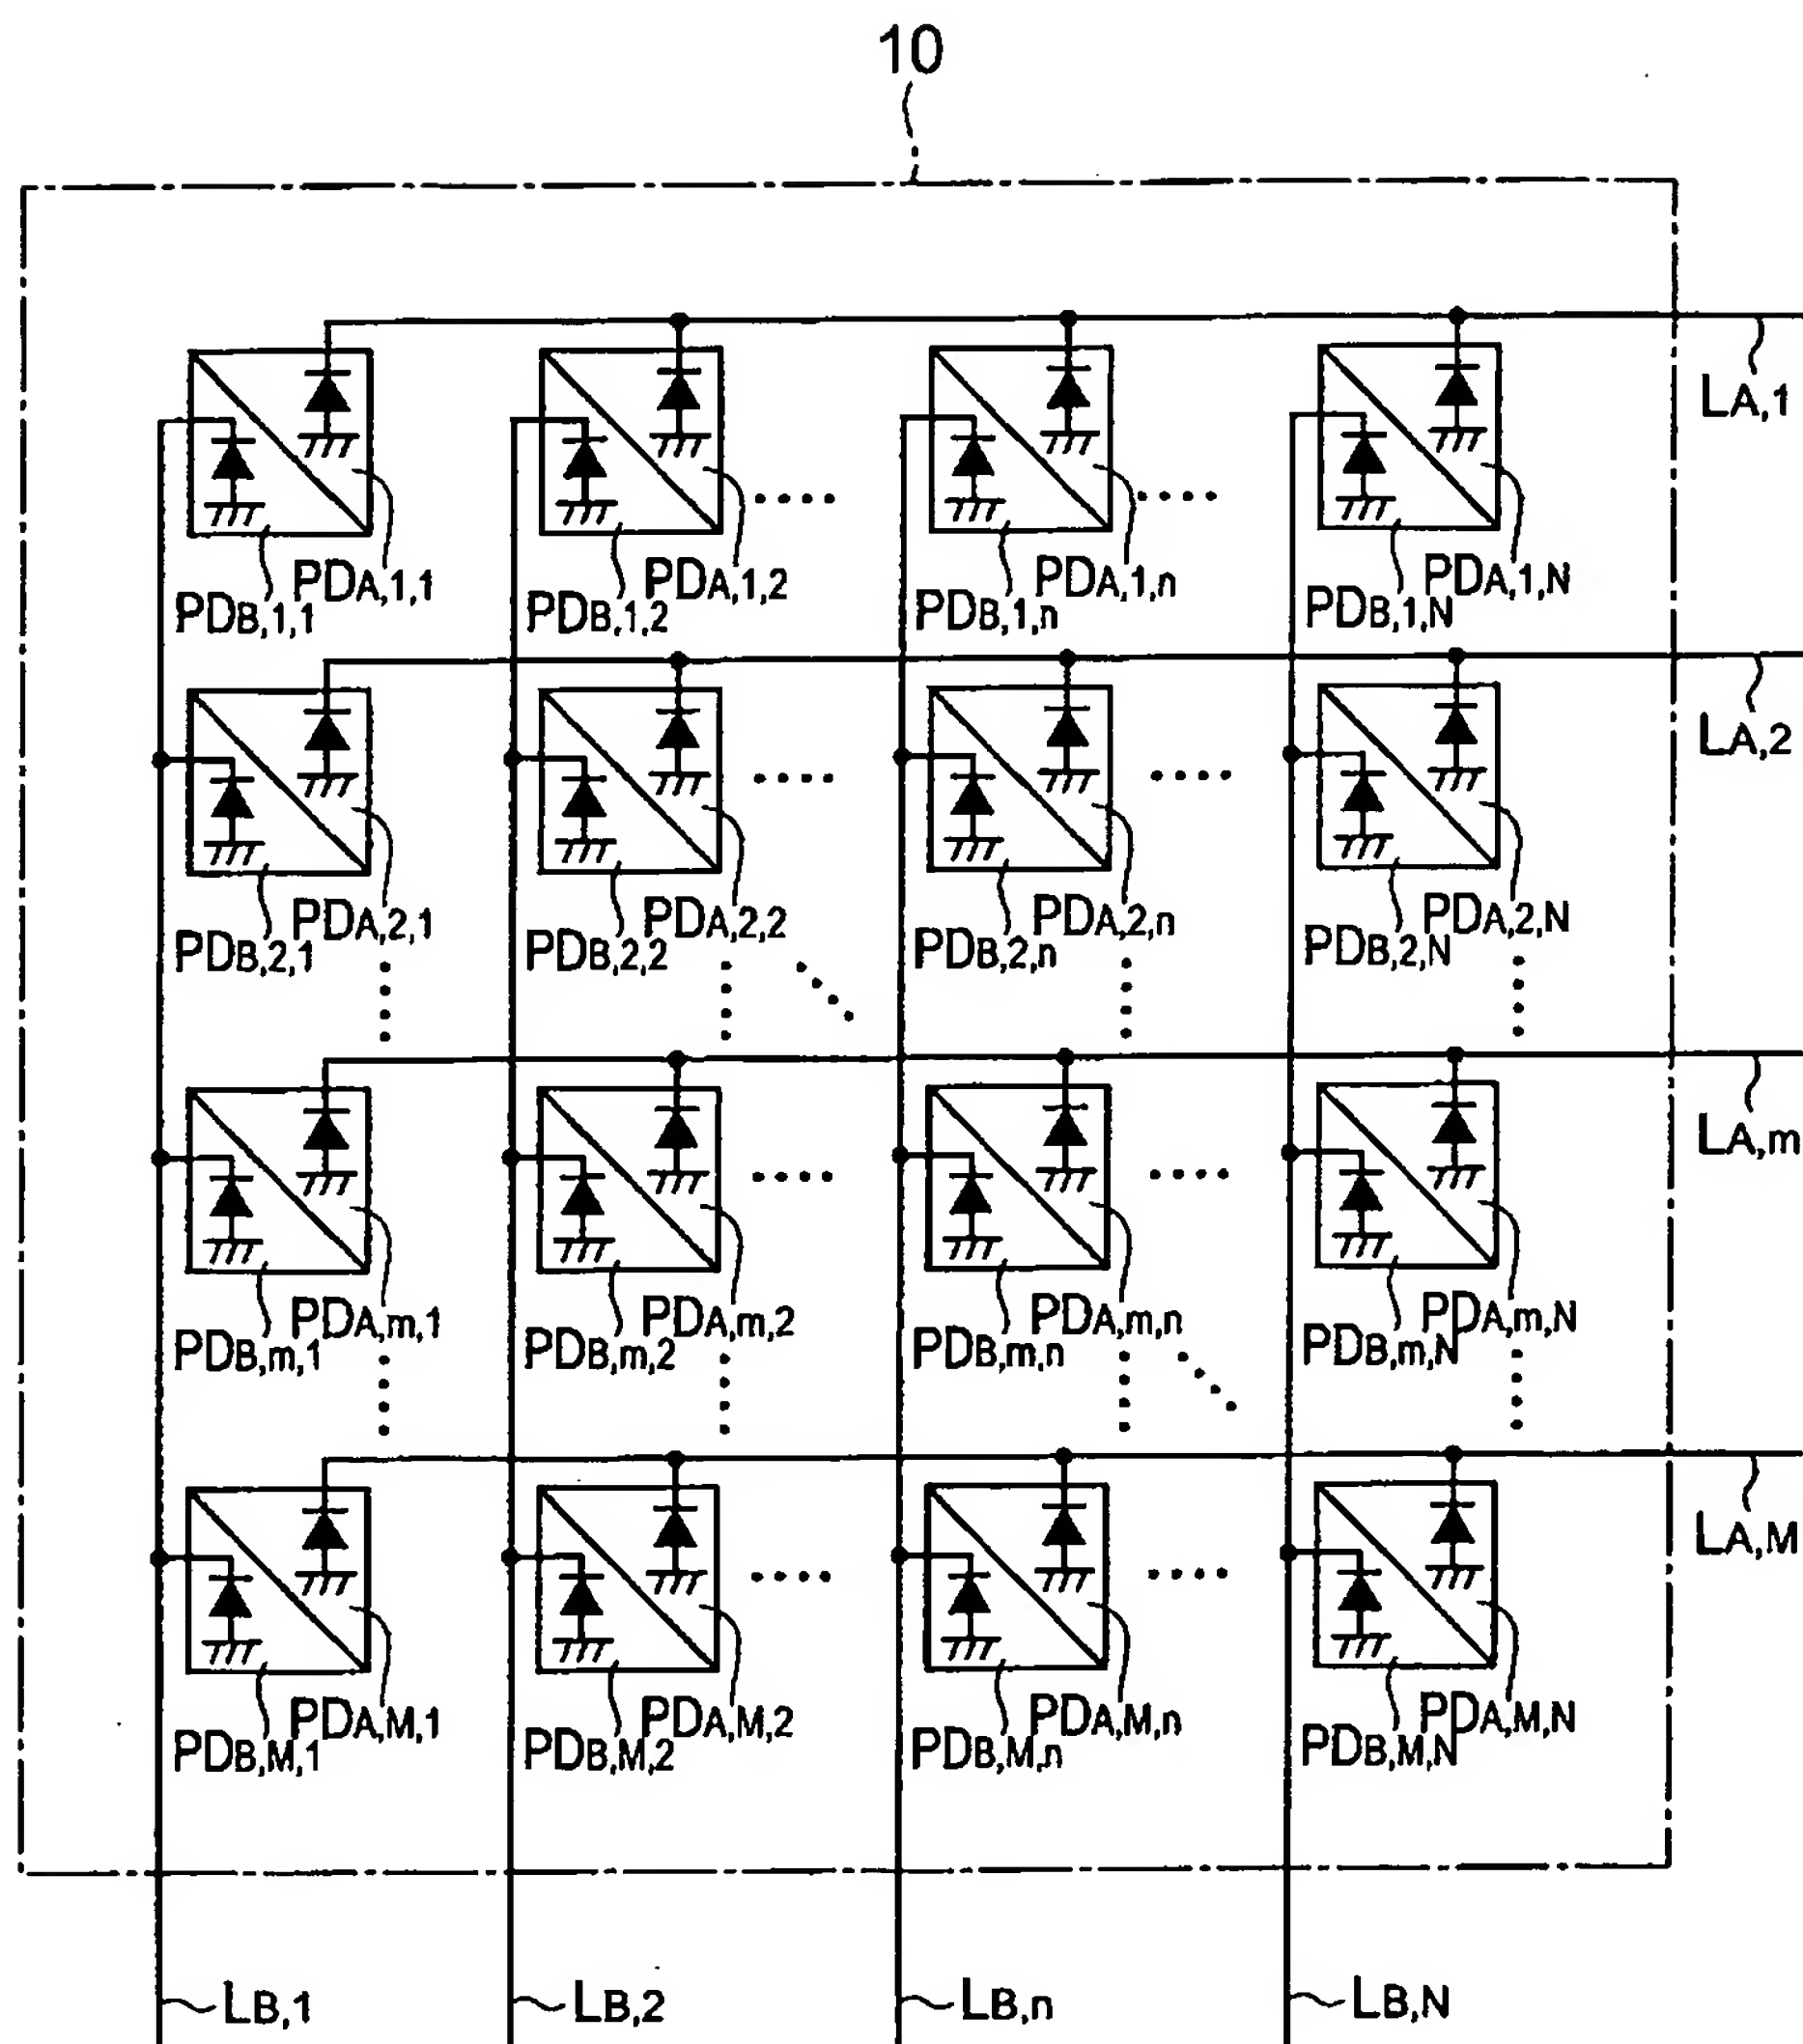 10
LA,1
PDB,1,1 PDA,1,1 PDB,1,2 PDA,1,2 PDB,1,n PDA,1,n PDB,1,N PDA,1,N
LA,2
PDB,2,1 PDA,2,1 PDB,2,2 PDA,2,2 PDB,2,n PDA,2,n PDB,2,N PDA,2,N
LA,m
PDB,m,1 PDA,m,1 PDB,m,2 PDA,m,2 PDB,m,n PDA,m,n PDB,m,N PDA,m,N
LA,M
PDB,M,1 PDA,M,1 PDB,M,2 PDA,M,2 PDB,M,n PDA,M,n PDB,M,N PDA,M,N
LB,1 LB,2 LB,n LB,N